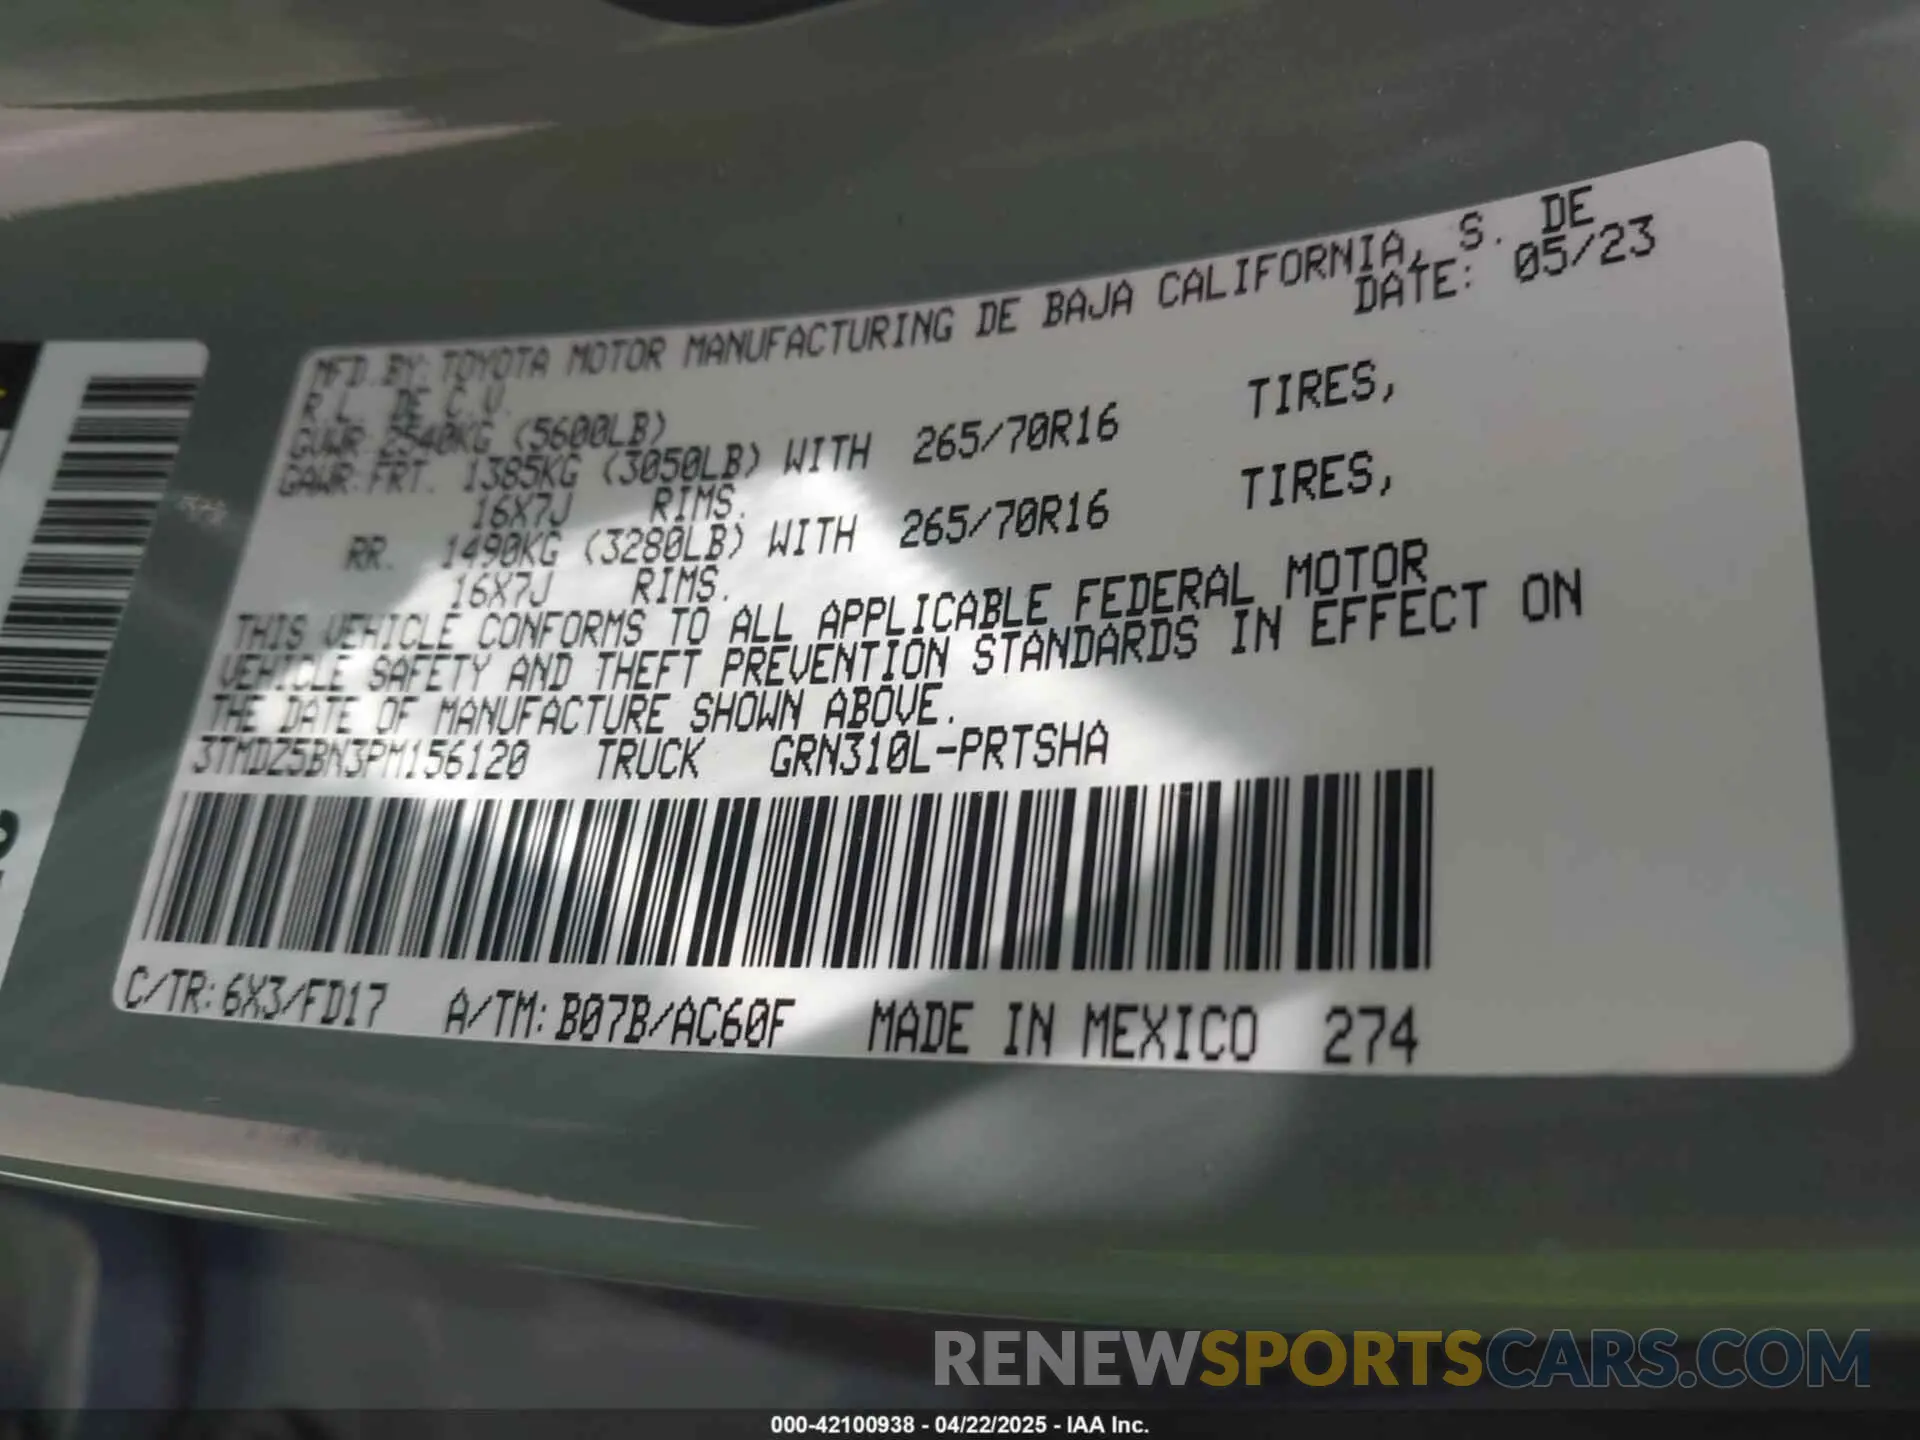 MFD. BY: TOYOTA MOTOR MANUFACTURING DE BAJA CALIFORNIA, S. DE
R.L. DE C.V. DATE: 05/23
GVWR: 2540KG (5600LB)
GAWR: FRT. 1385KG (3050LB) WITH 265/70R16 TIRES,
16X7J RIMS.
RR. 1490KG (3280LB) WITH 265/70R16 TIRES,
16X7J RIMS.
THIS VEHICLE CONFORMS TO ALL APPLICABLE FEDERAL MOTOR
VEHICLE SAFETY AND THEFT PREVENTION STANDARDS IN EFFECT ON
THE DATE OF MANUFACTURE SHOWN ABOVE.
3TMDZ5BN3PM156120 TRUCK GRN310L-PRTSHA
C/TR: 6X3/FD17 A/TM: B07B/AC60F MADE IN MEXICO 274
RENEWSPORTSCARS.COM
000-42100938 - 04/22/2025 - IAA Inc.